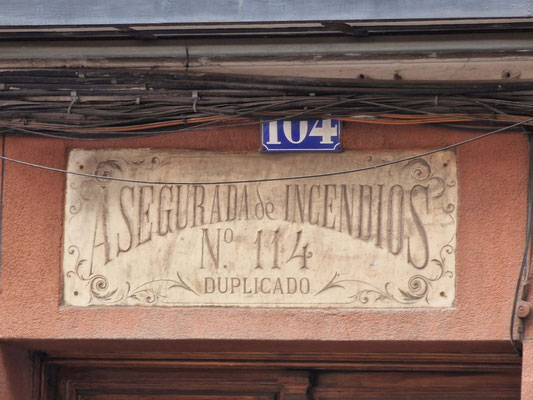 104
ASEGURADA de INCENDIOS
Nº 114
DUPLICADO